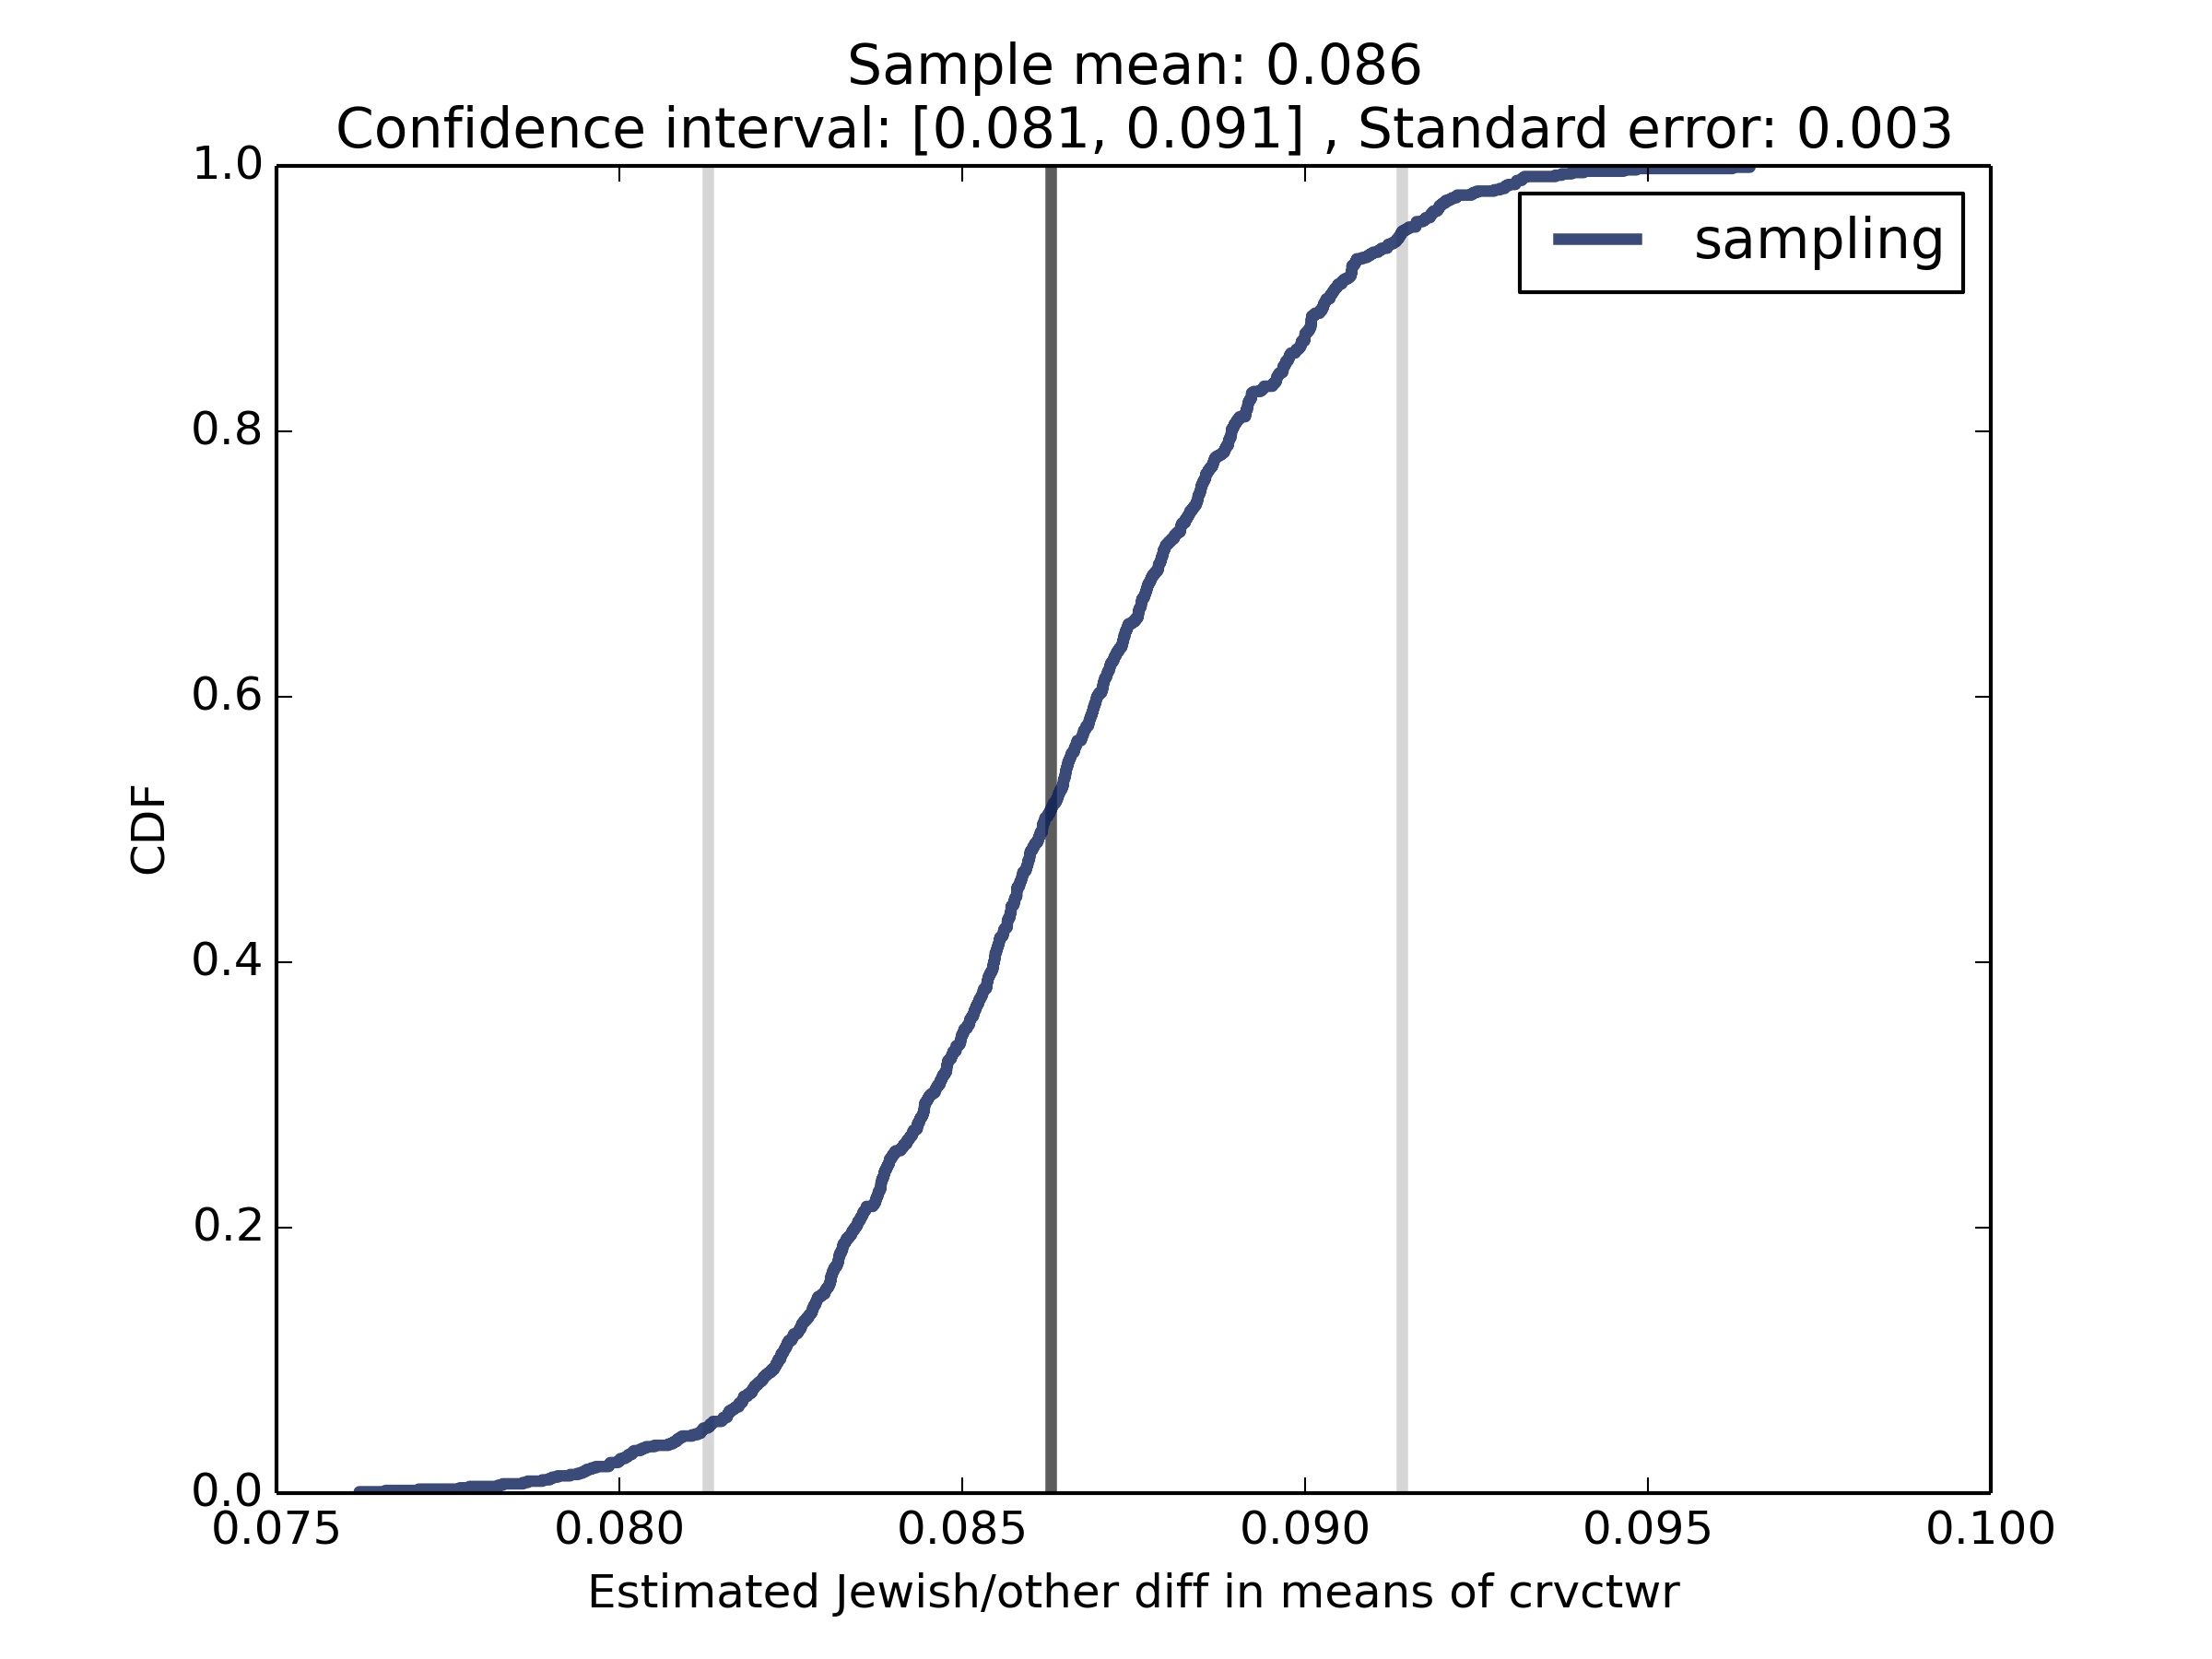 Sample mean: 0.086
Confidence interval: [0.081, 0.091] , Standard error: 0.003
sampling
1.0
0.8
0.6
0.4
0.2
0.0
CDF
0.075 0.080 0.085 0.090 0.095 0.100
Estimated Jewish/other diff in means of crvctwr